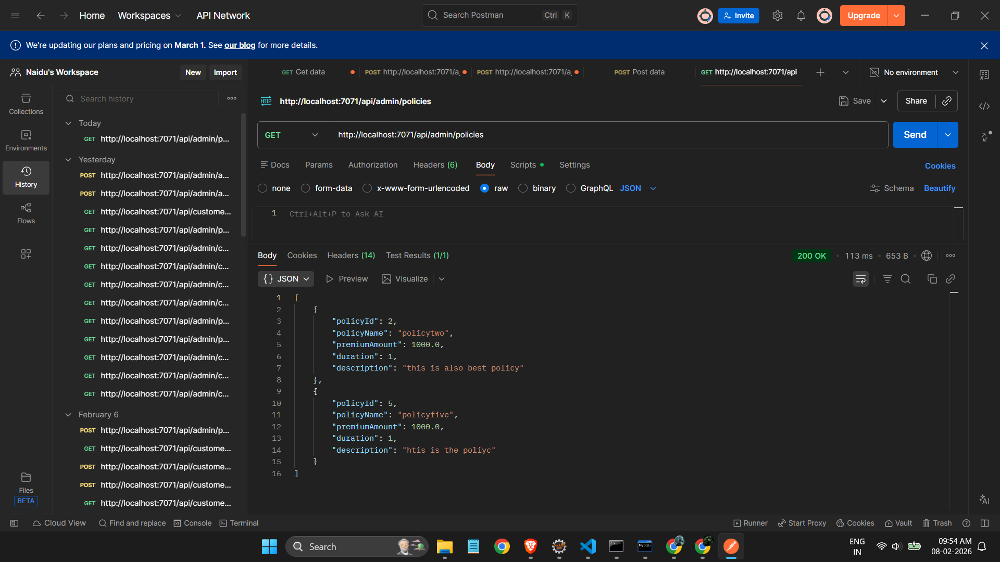 Home Workspaces API Network Search Postman Ctrl K Invite Upgrade
We're updating our plans and pricing on March 1. See our blog for more details.
Naidu's Workspace New Import GET Get data POST http://localhost:7071/a POST http://localhost:7071/a POST Post data GET http://localhost:7071/api No environment
Collections
Environments
History
Flows
Files
BETA
Search history
Today
GET http://localhost:7071/api/admin/p...
Yesterday
POST http://localhost:7071/api/admin/a...
POST http://localhost:7071/api/admin/a...
GET http://localhost:7071/api/custome...
GET http://localhost:7071/api/admin/p...
GET http://localhost:7071/api/admin/c...
GET http://localhost:7071/api/admin/c...
GET http://localhost:7071/api/admin/c...
GET http://localhost:7071/api/admin/c...
GET http://localhost:7071/api/admin/p...
GET http://localhost:7071/api/admin/p...
GET http://localhost:7071/api/admin/c...
GET http://localhost:7071/api/admin/c...
GET http://localhost:7071/api/admin/c...
February 6
POST http://localhost:7071/api/admin/p...
GET http://localhost:7071/api/custome...
POST http://localhost:7071/api/custome...
POST http://localhost:7071/api/custome...
GET http://localhost:7071/api/custome...
HTTP http://localhost:7071/api/admin/policies Save Share
GET http://localhost:7071/api/admin/policies Send
Docs Params Authorization Headers (6) Body Scripts Settings Cookies
none form-data x-www-form-urlencoded raw binary GraphQL JSON Schema Beautify
1 Ctrl+Alt+P to Ask AI
Body Cookies Headers (14) Test Results (1/1) 200 OK 113 ms 653 B
{} JSON Preview Visualize
1 [
2 {
3 "policyId": 2,
4 "policyName": "policytwo",
5 "premiumAmount": 1000.0,
6 "duration": 1,
7 "description": "this is also best policy"
8 },
9 {
10 "policyId": 5,
11 "policyName": "policyfive",
12 "premiumAmount": 1000.0,
13 "duration": 1,
14 "description": "htis is the poliyc"
15 }
16 ]
AI
Cloud View Find and replace Console Terminal Runner Start Proxy Cookies Vault Trash
Search ENG 09:54 AM
IN 08-02-2026